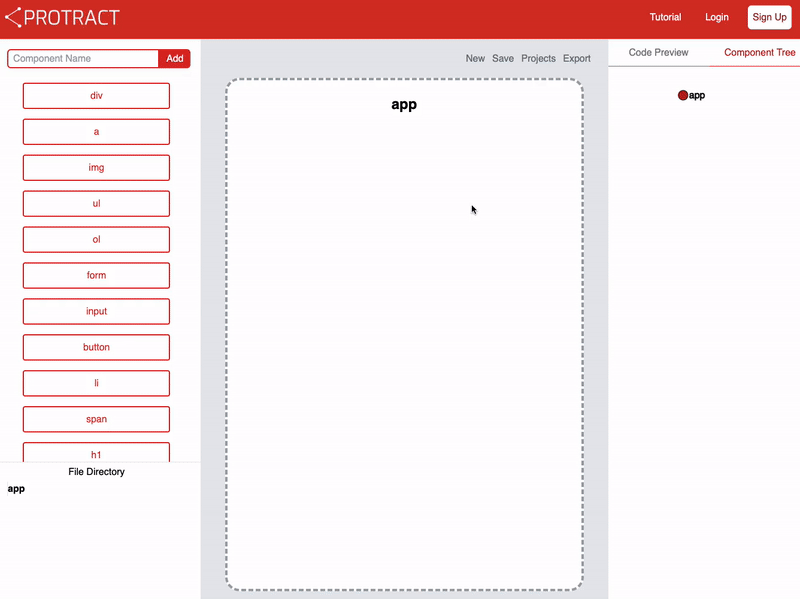 PROTRACT
Tutorial
Login
Sign Up
Component Name
Add
div
a
img
ul
ol
form
input
button
li
span
h1
File Directory
app
New Save Projects Export
app
Code Preview
Component Tree
app